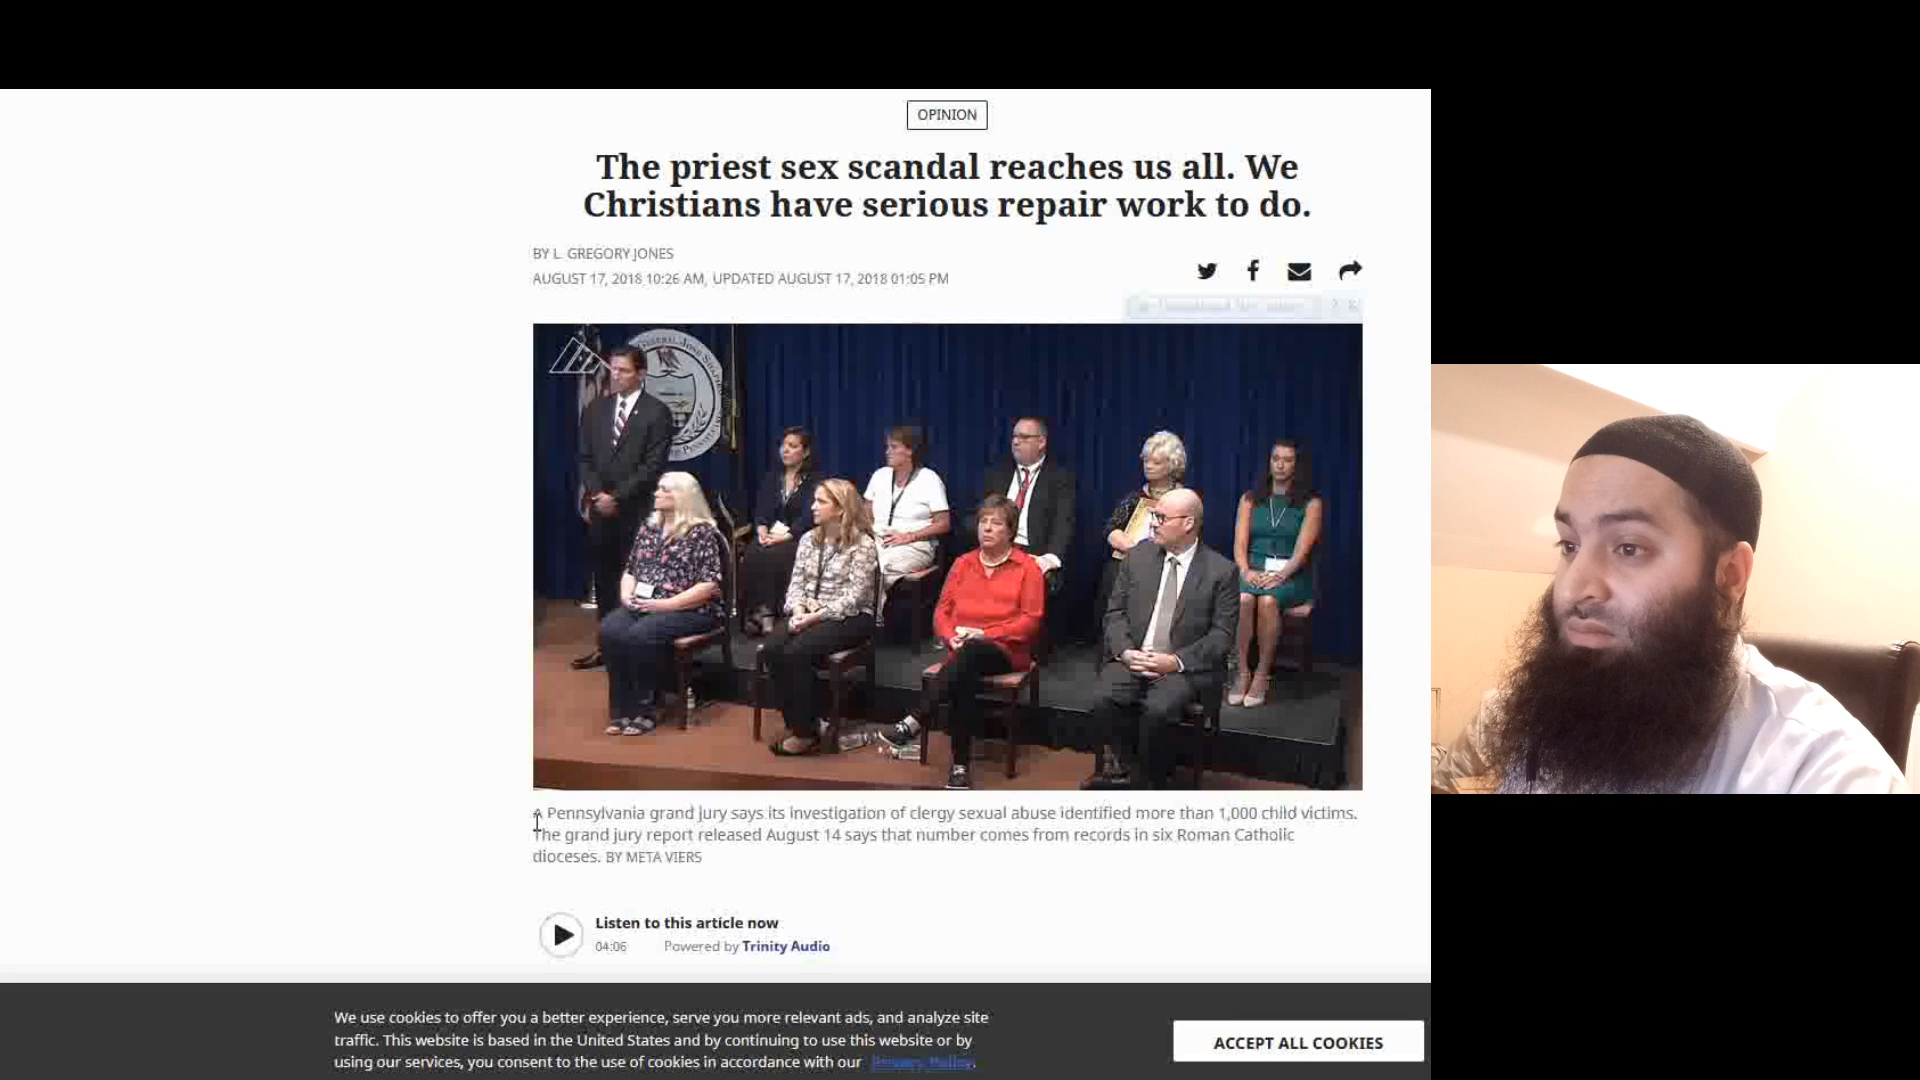 OPINION
The priest sex scandal reaches us all. We
Christians have serious repair work to do.
BY L. GREGORY JONES
AUGUST 17, 2018 10:26 AM, UPDATED AUGUST 17, 2018 01:05 PM
A Pennsylvania grand jury says its investigation of clergy sexual abuse identified more than 1,000 child victims.
The grand jury report released August 14 says that number comes from records in six Roman Catholic
dioceses. BY META VIERS
Listen to this article now
04:06 Powered by Trinity Audio
We use cookies to offer you a better experience, serve you more relevant ads, and analyze site
traffic. This website is based in the United States and by continuing to use this website or by
using our services, you consent to the use of cookies in accordance with our Privacy Policy.
ACCEPT ALL COOKIES